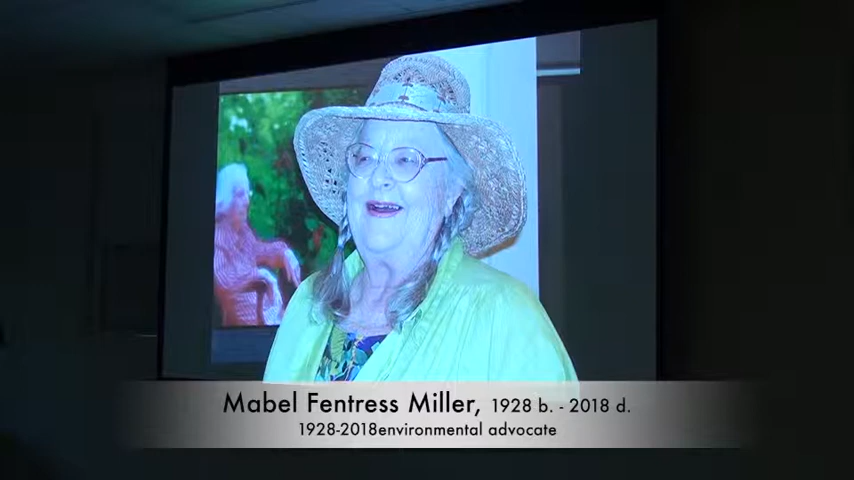 Mabel Fentress Miller, 1928 b. - 2018 d.
1928-2018environmental advocate